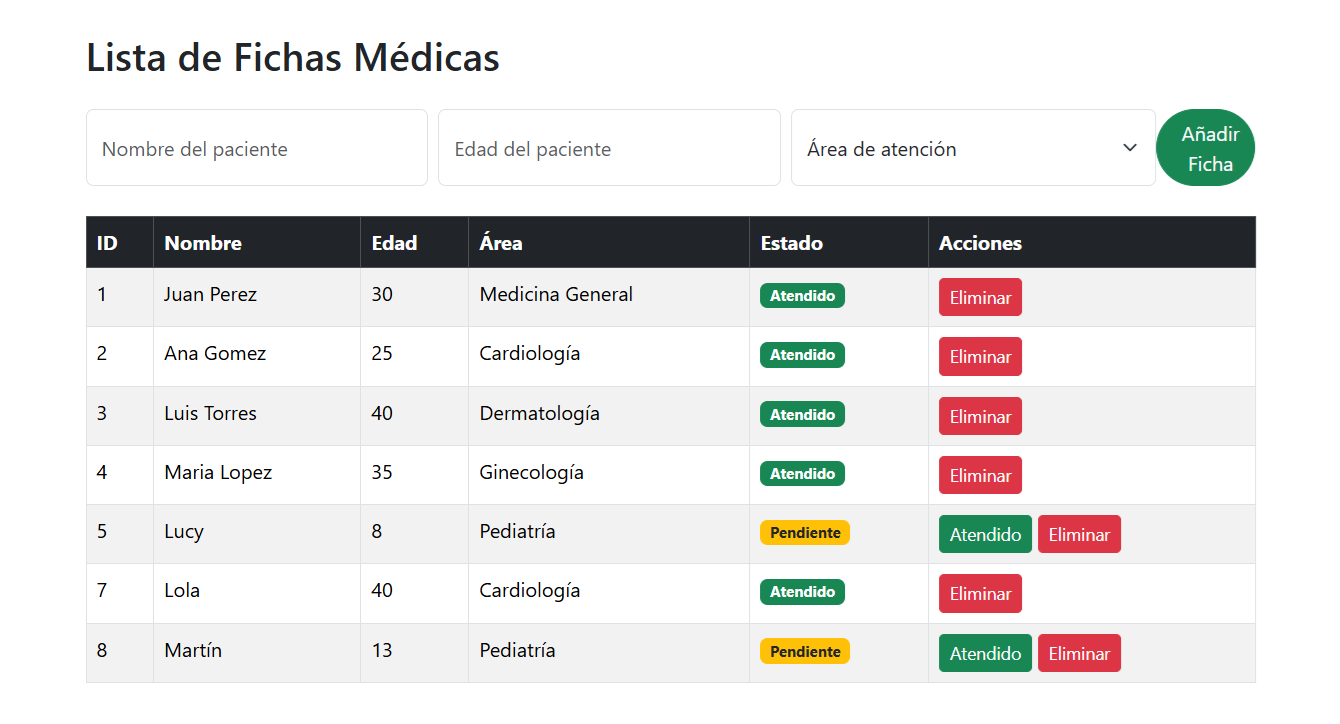 Lista de Fichas Médicas
Nombre del paciente Edad del paciente Área de atención Añadir
Ficha
ID Nombre Edad Área Estado Acciones
1 Juan Perez 30 Medicina General Atendido Eliminar
2 Ana Gomez 25 Cardiología Atendido Eliminar
3 Luis Torres 40 Dermatología Atendido Eliminar
4 Maria Lopez 35 Ginecología Atendido Eliminar
5 Lucy 8 Pediatría Pendiente Atendido Eliminar
7 Lola 40 Cardiología Atendido Eliminar
8 Martín 13 Pediatría Pendiente Atendido Eliminar